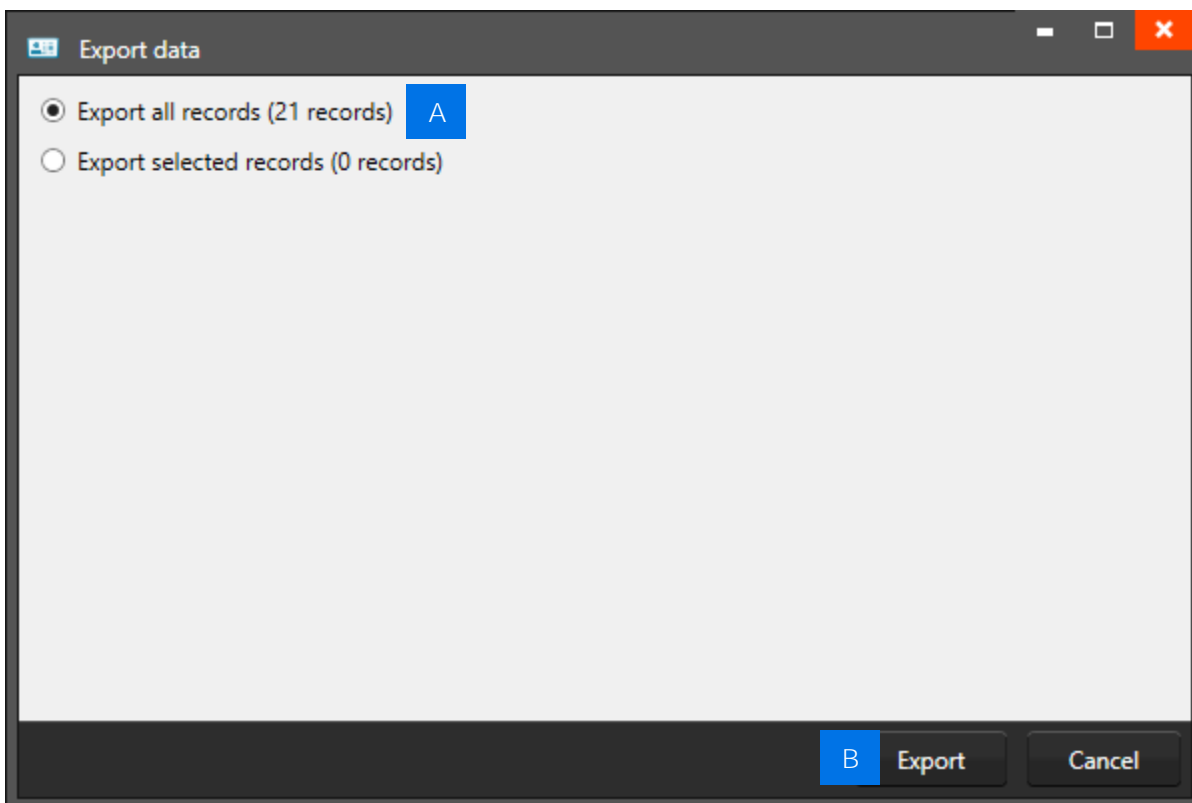 Export data
Export all records (21 records) A
Export selected records (0 records)
B Export Cancel